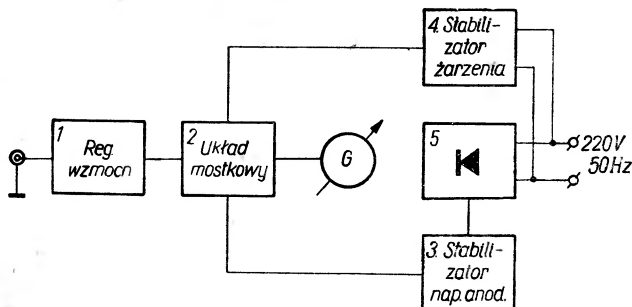 4. Stabili-
zator
żarzenia
1
Reg.
wzmocn
2 Układ
mostkowy
G
5
220V
50Hz
3. Stabili-
zator
nap. anod.